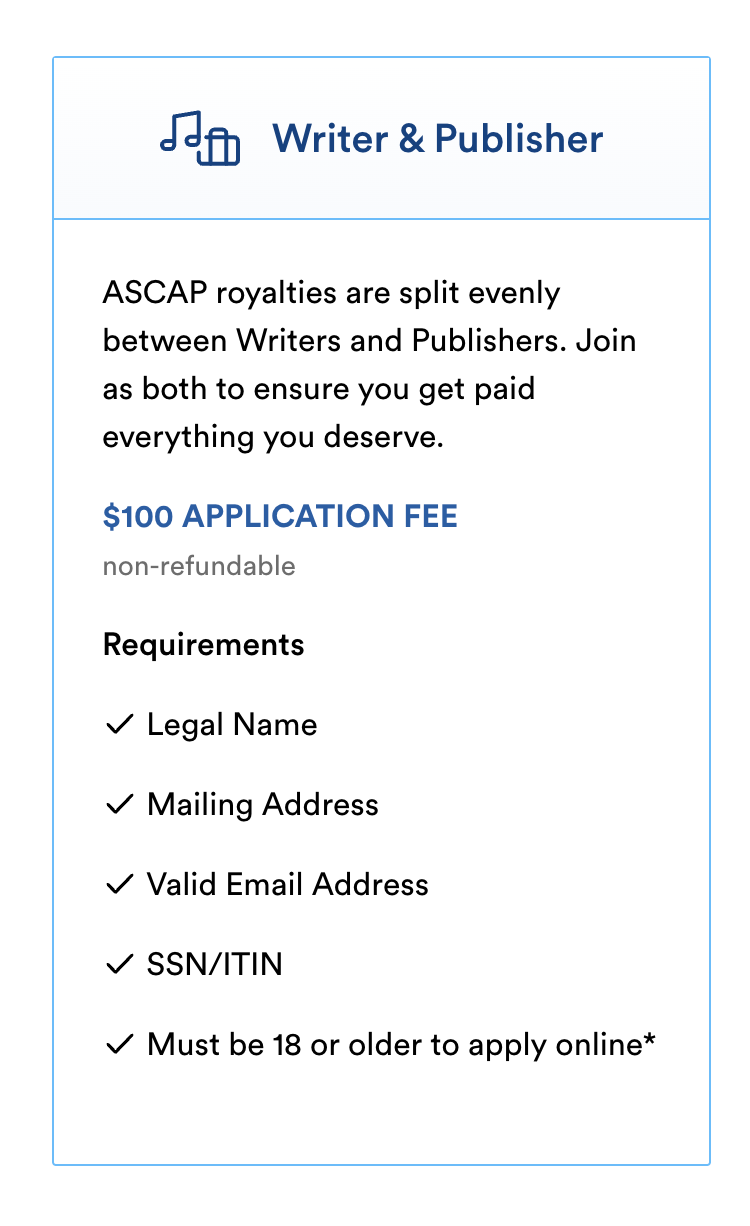 Writer & Publisher
ASCAP royalties are split evenly
between Writers and Publishers. Join
as both to ensure you get paid
everything you deserve.
$100 APPLICATION FEE
non-refundable
Requirements
Legal Name
Mailing Address
Valid Email Address
SSN/ITIN
Must be 18 or older to apply online*